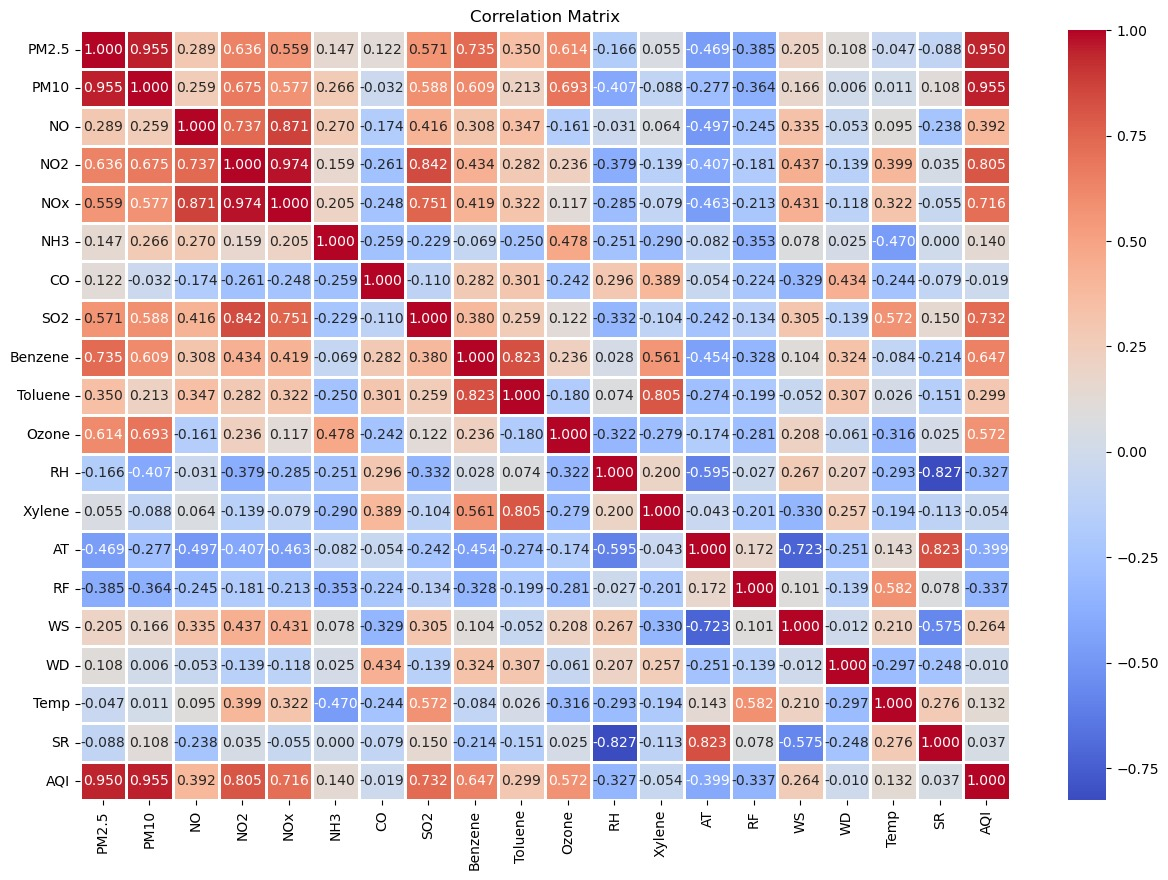 Correlation Matrix
PM2.5 1.000 0.955 0.289 0.636 0.559 0.147 0.122 0.571 0.735 0.350 0.614 -0.166 0.055 -0.469 -0.385 0.205 0.108 -0.047 -0.088 0.950
PM10 0.955 1.000 0.259 0.675 0.577 0.266 -0.032 0.588 0.609 0.213 0.693 -0.407 -0.088 -0.277 -0.364 0.166 0.006 0.011 0.108 0.955
NO 0.289 0.259 1.000 0.737 0.871 0.270 -0.174 0.416 0.308 0.347 -0.161 -0.031 0.064 -0.497 -0.245 0.335 -0.053 0.095 -0.238 0.392
NO2 0.636 0.675 0.737 1.000 0.974 0.159 -0.261 0.842 0.434 0.282 0.236 -0.379 -0.139 -0.407 -0.181 0.437 -0.139 0.399 0.035 0.805
NOx 0.559 0.577 0.871 0.974 1.000 0.205 -0.248 0.751 0.419 0.322 0.117 -0.285 -0.079 -0.463 -0.213 0.431 -0.118 0.322 -0.055 0.716
NH3 0.147 0.266 0.270 0.159 0.205 1.000 -0.259 -0.229 -0.069 -0.250 0.478 -0.251 -0.290 -0.082 -0.353 0.078 0.025 -0.470 0.000 0.140
CO 0.122 -0.032 -0.174 -0.261 -0.248 -0.259 1.000 -0.110 0.282 0.301 -0.242 0.296 0.389 -0.054 -0.224 -0.329 0.434 -0.244 -0.079 -0.019
SO2 0.571 0.588 0.416 0.842 0.751 -0.229 -0.110 1.000 0.380 0.259 0.122 -0.332 -0.104 -0.242 -0.134 0.305 -0.139 0.572 0.150 0.732
Benzene 0.735 0.609 0.308 0.434 0.419 -0.069 0.282 0.380 1.000 0.823 0.236 0.028 0.561 -0.454 -0.328 0.104 0.324 -0.084 -0.214 0.647
Toluene 0.350 0.213 0.347 0.282 0.322 -0.250 0.301 0.259 0.823 1.000 -0.180 0.074 0.805 -0.274 -0.199 -0.052 0.307 0.026 -0.151 0.299
Ozone 0.614 0.693 -0.161 0.236 0.117 0.478 -0.242 0.122 0.236 -0.180 1.000 -0.322 -0.279 -0.174 -0.281 0.208 -0.061 -0.316 0.025 0.572
RH -0.166 -0.407 -0.031 -0.379 -0.285 -0.251 0.296 -0.332 0.028 0.074 -0.322 1.000 0.200 -0.595 -0.027 0.267 0.207 -0.293 -0.827 -0.327
Xylene 0.055 -0.088 0.064 -0.139 -0.079 -0.290 0.389 -0.104 0.561 0.805 -0.279 0.200 1.000 -0.043 -0.201 -0.330 0.257 -0.194 -0.113 -0.054
AT -0.469 -0.277 -0.497 -0.407 -0.463 -0.082 -0.054 -0.242 -0.454 -0.274 -0.174 -0.595 -0.043 1.000 0.172 -0.723 -0.251 0.143 0.823 -0.399
RF -0.385 -0.364 -0.245 -0.181 -0.213 -0.353 -0.224 -0.134 -0.328 -0.199 -0.281 -0.027 -0.201 0.172 1.000 0.101 -0.139 0.582 0.078 -0.337
WS 0.205 0.166 0.335 0.437 0.431 0.078 -0.329 0.305 0.104 -0.052 0.208 0.267 -0.330 -0.723 0.101 1.000 -0.012 0.210 -0.575 0.264
WD 0.108 0.006 -0.053 -0.139 -0.118 0.025 0.434 -0.139 0.324 0.307 -0.061 0.207 0.257 -0.251 -0.139 -0.012 1.000 -0.297 -0.248 -0.010
Temp -0.047 0.011 0.095 0.399 0.322 -0.470 -0.244 0.572 -0.084 0.026 -0.316 -0.293 -0.194 0.143 0.582 0.210 -0.297 1.000 0.276 0.132
SR -0.088 0.108 -0.238 0.035 -0.055 0.000 -0.079 0.150 -0.214 -0.151 0.025 -0.827 -0.113 0.823 0.078 -0.575 -0.248 0.276 1.000 0.037
AQI 0.950 0.955 0.392 0.805 0.716 0.140 -0.019 0.732 0.647 0.299 0.572 -0.327 -0.054 -0.399 -0.337 0.264 -0.010 0.132 0.037 1.000
PM2.5 PM10 NO NO2 NOx NH3 CO SO2 Benzene Toluene Ozone RH Xylene AT RF WS WD Temp SR AQI
1.00
0.75
0.50
0.25
0.00
−0.25
−0.50
−0.75